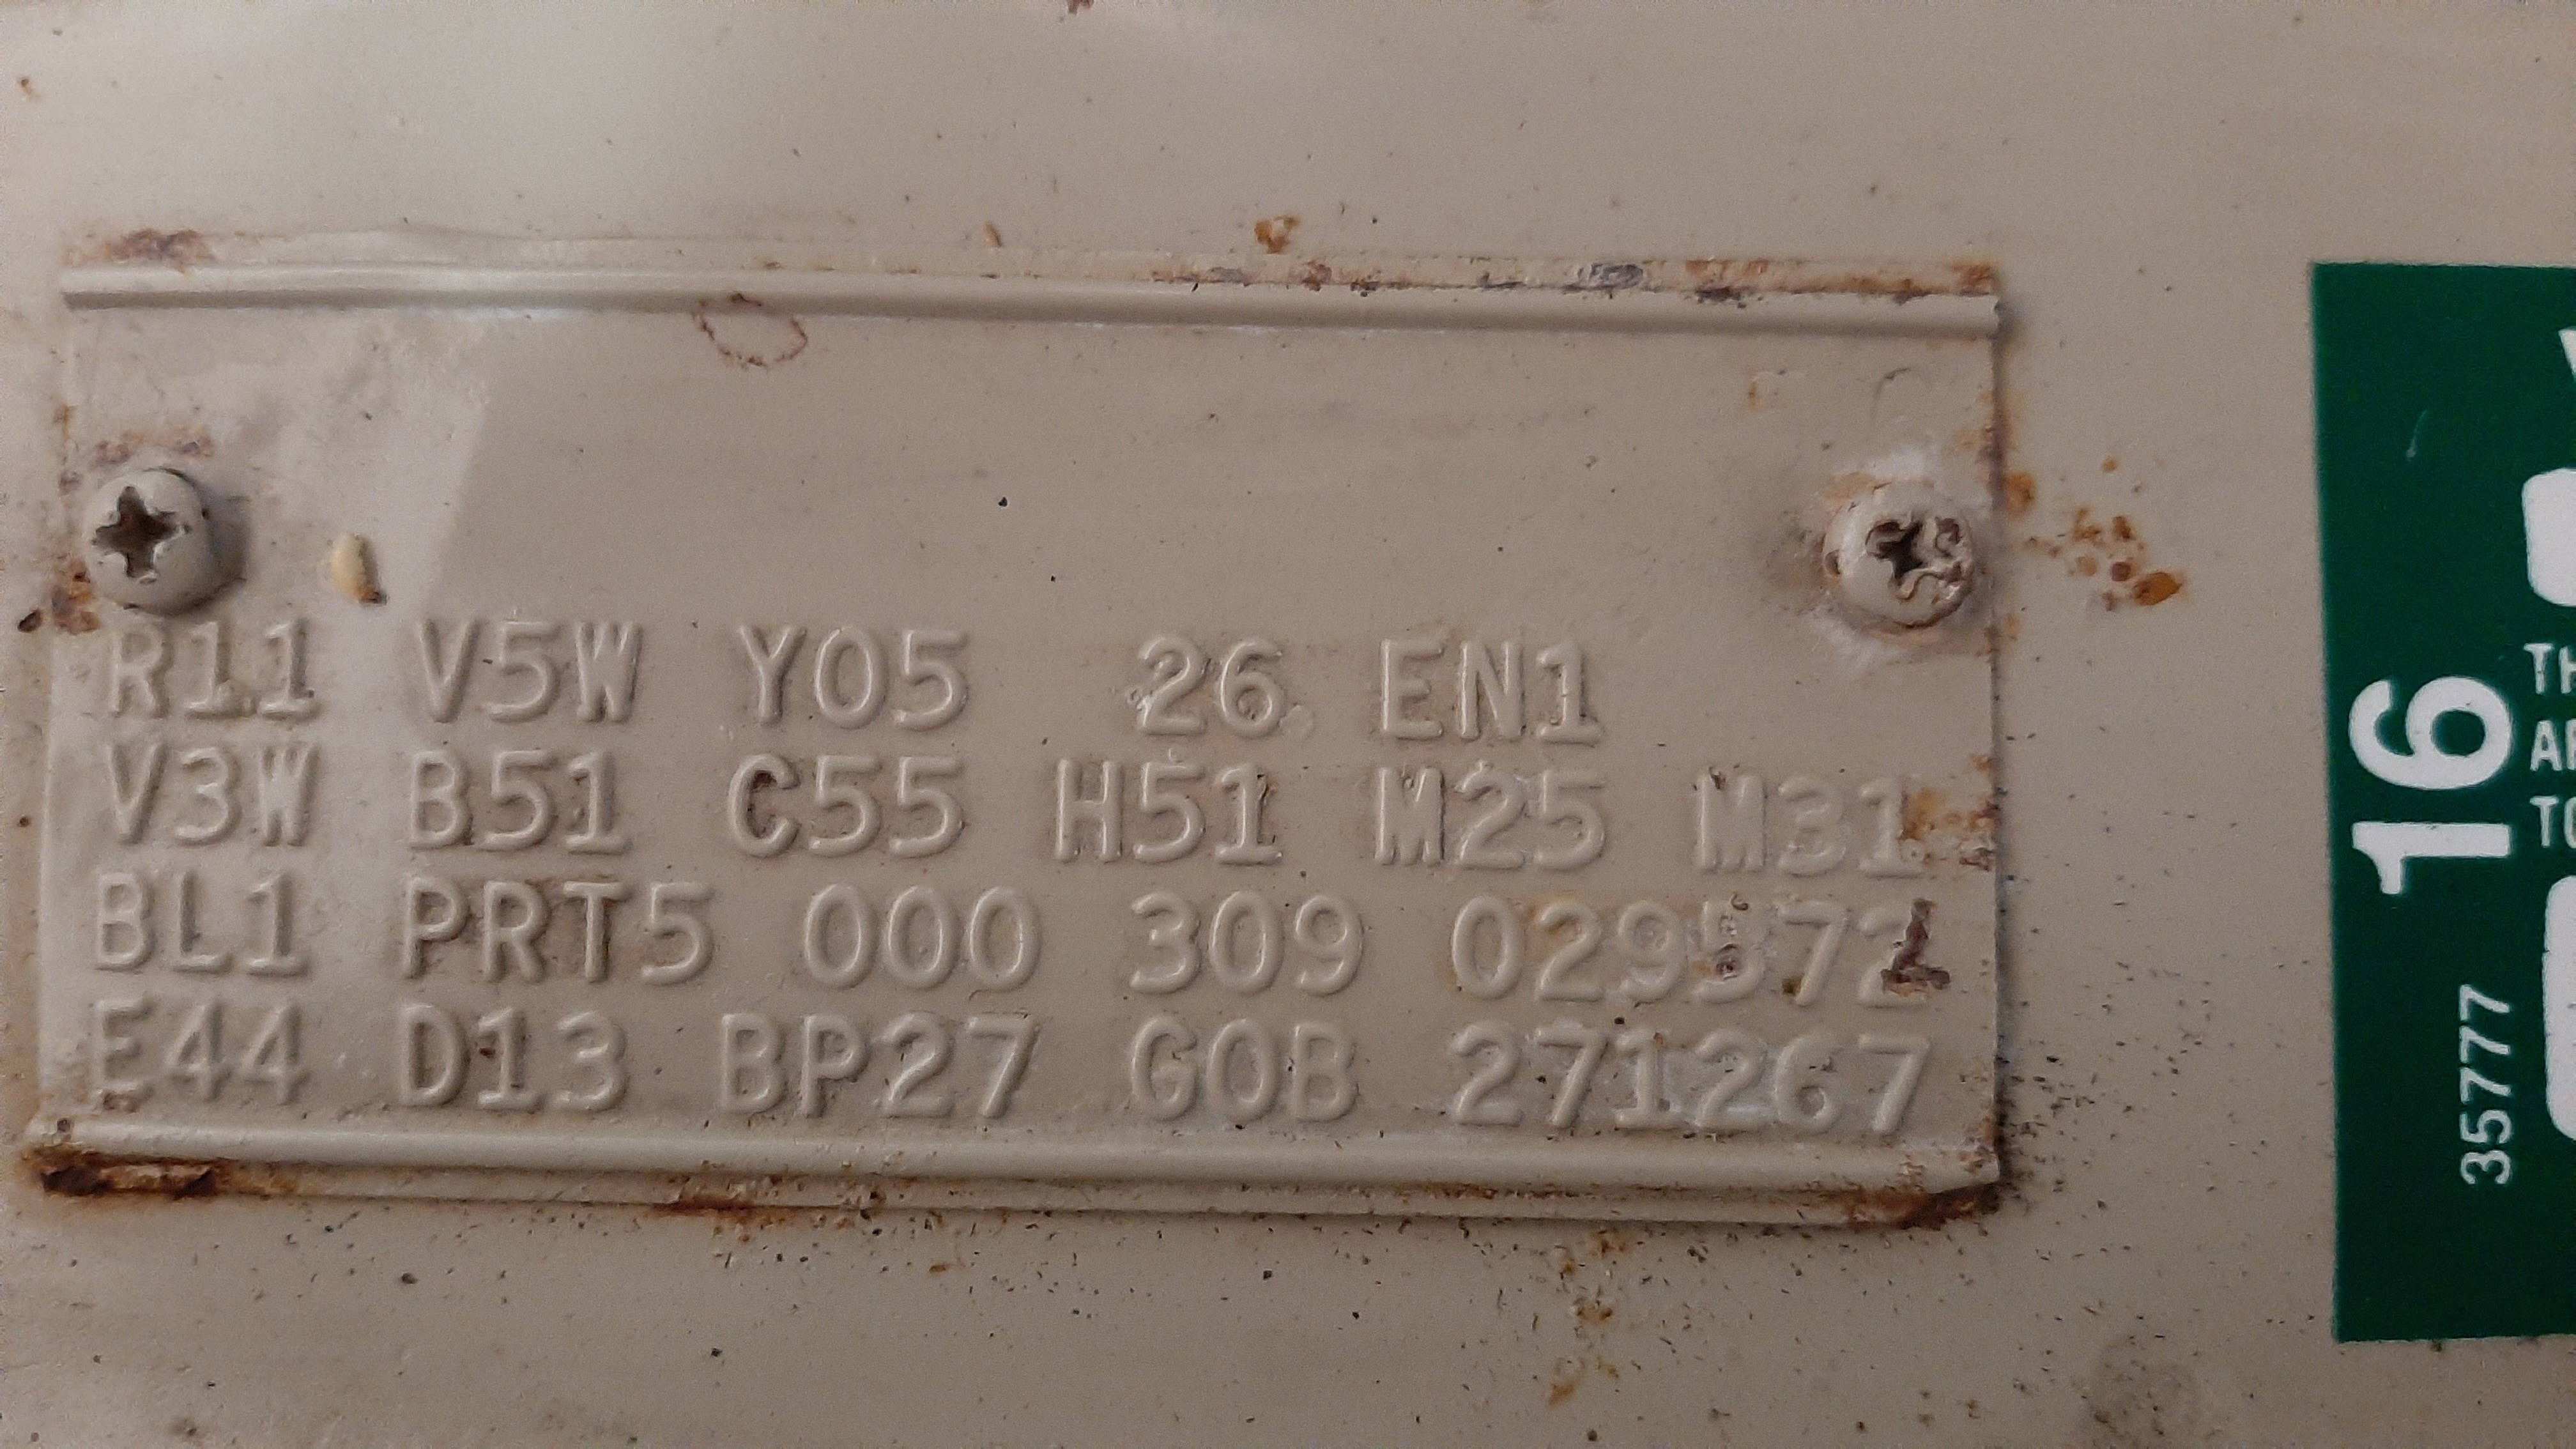 R11 V5W Y05 26 EN1
V3W B51 C55 H51 M25 M31
BL1 PRT5 000 309 029572
E44 D13 BP27 G0B 271267
16
35777